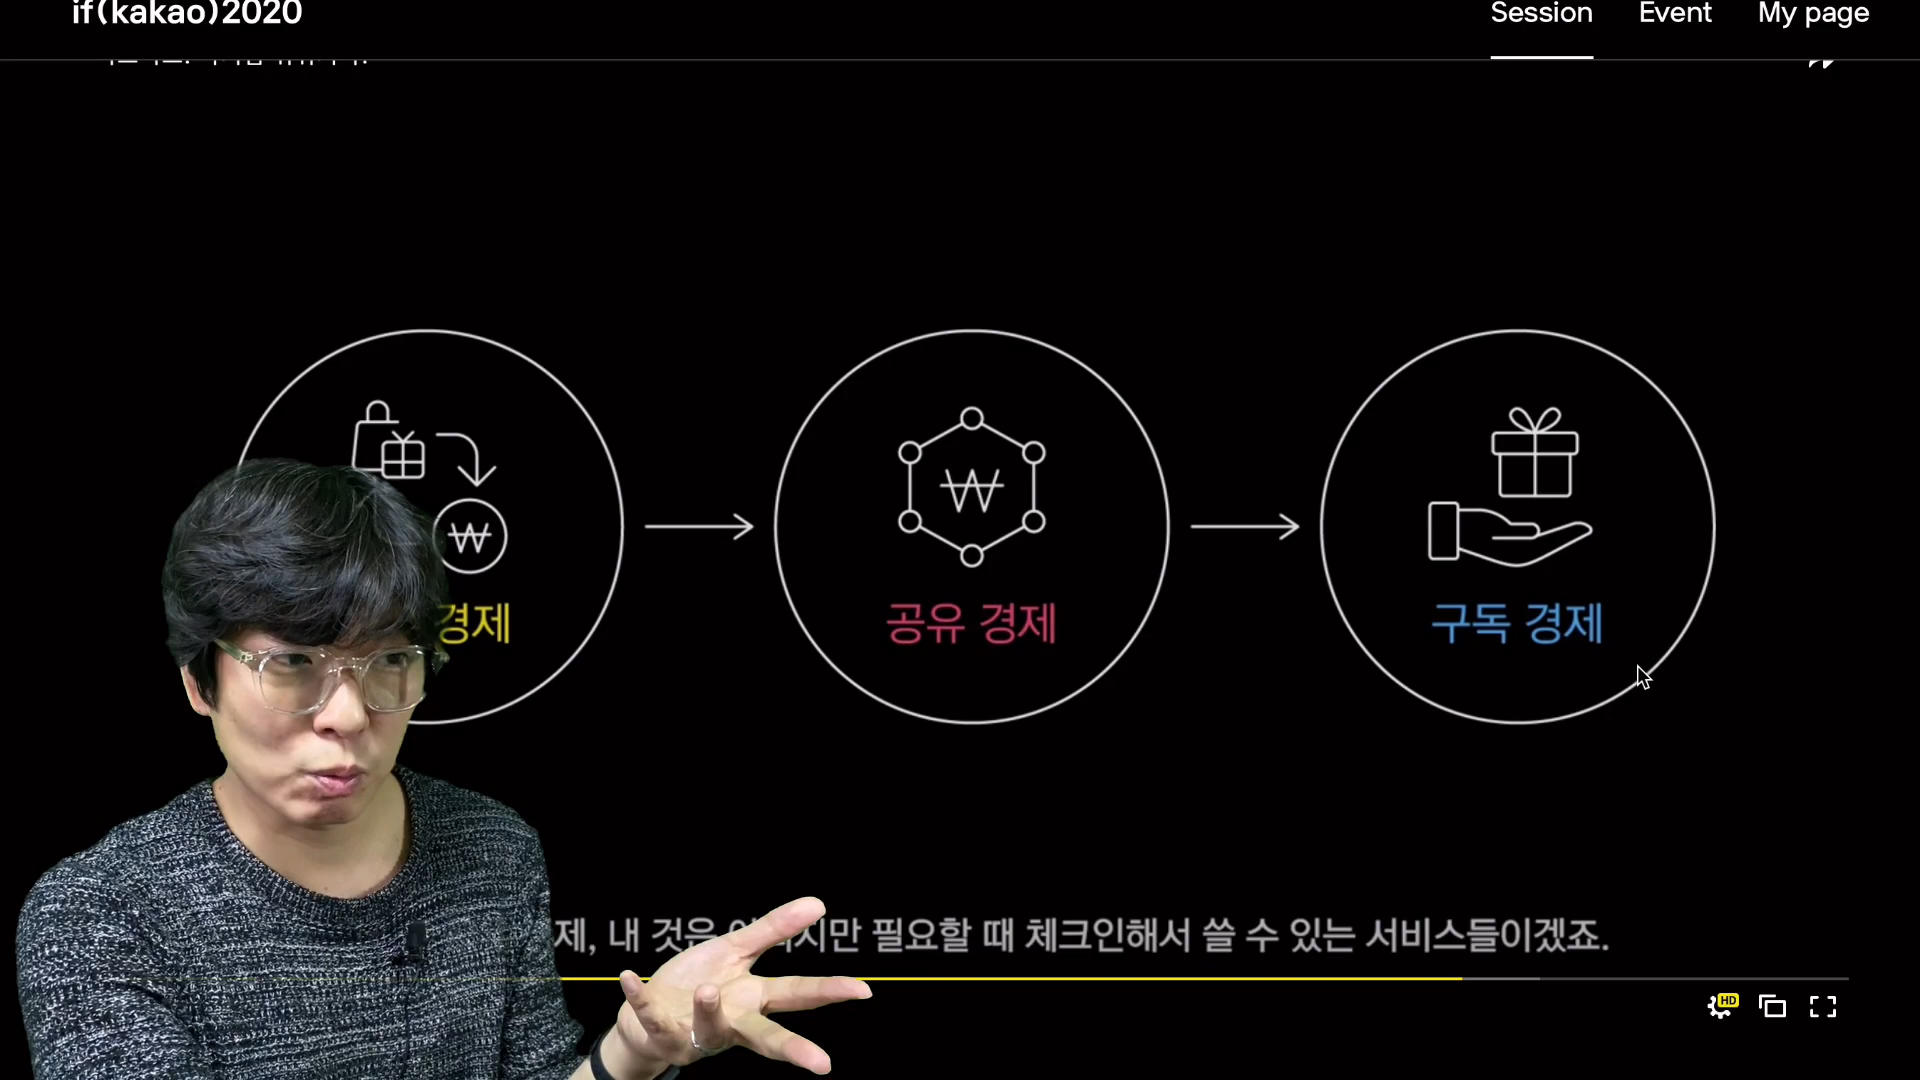 if(kakao)2020
Session
Event
My page
경제
공유 경제
구독 경제
제, 내 것은 필요할 때 체크인해서 쓸 수 있는 서비스들이겠죠.
HD